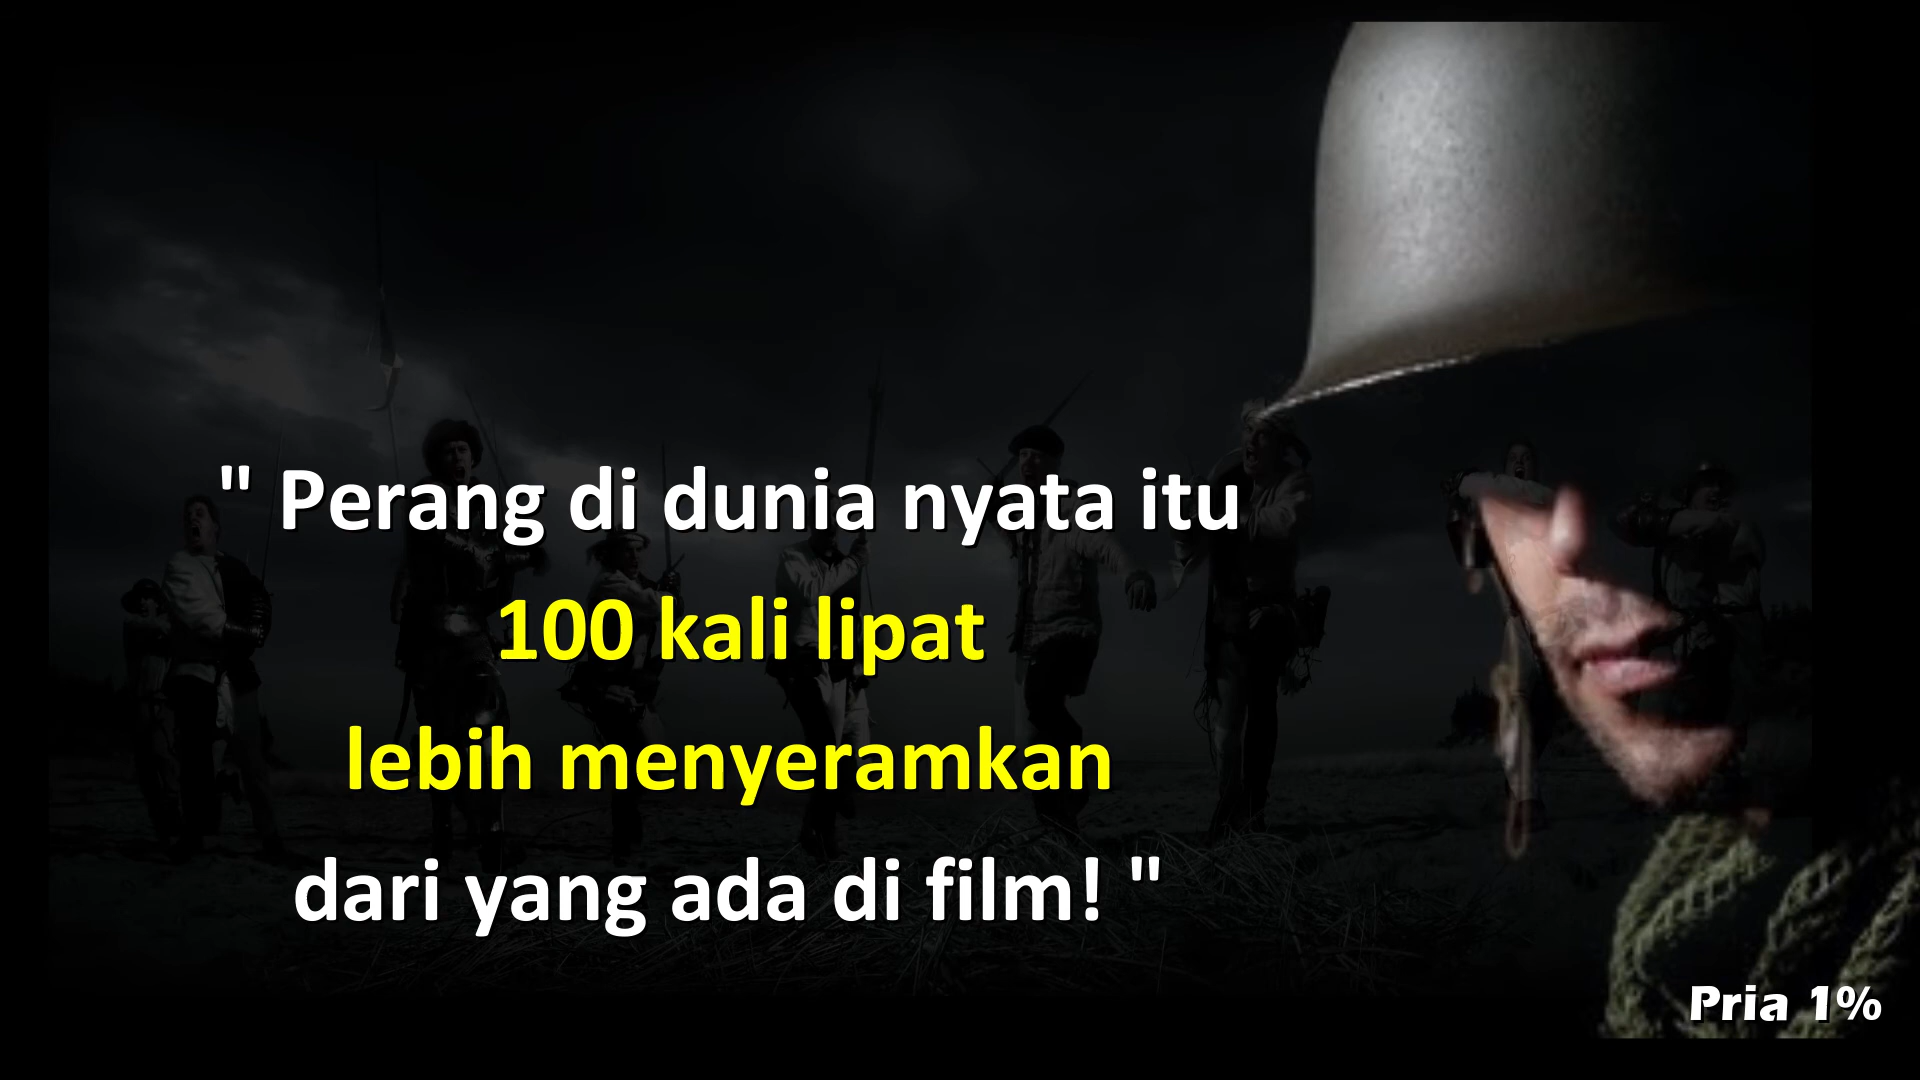 " Perang di dunia nyata itu
100 kali lipat
lebih menyeramkan
dari yang ada di film! "
Pria 1%